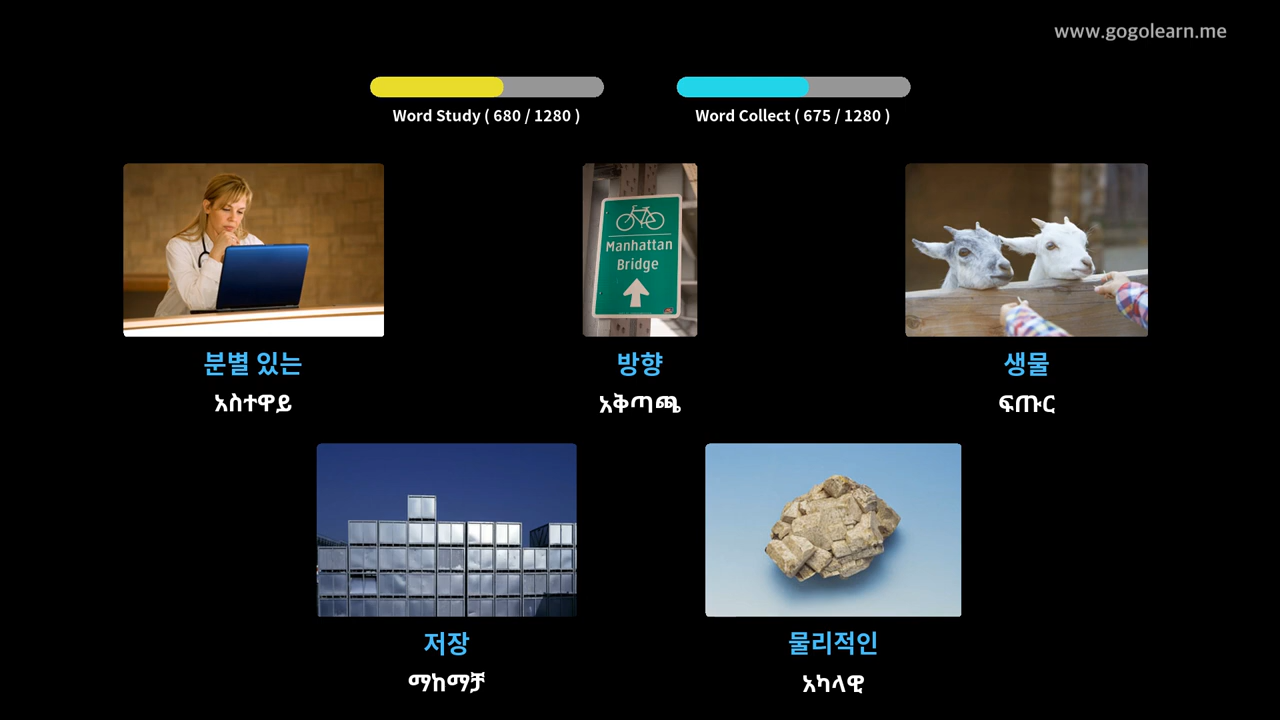 www.gogolearn.me
Word Study ( 680 / 1280 )
Word Collect ( 675 / 1280 )
Manhattan
Bridge
분별 있는
방향
생물
አስተዋይ
አቅጣጫ
ፍጡር
저장
물리적인
ማከማቻ
አካላዊ